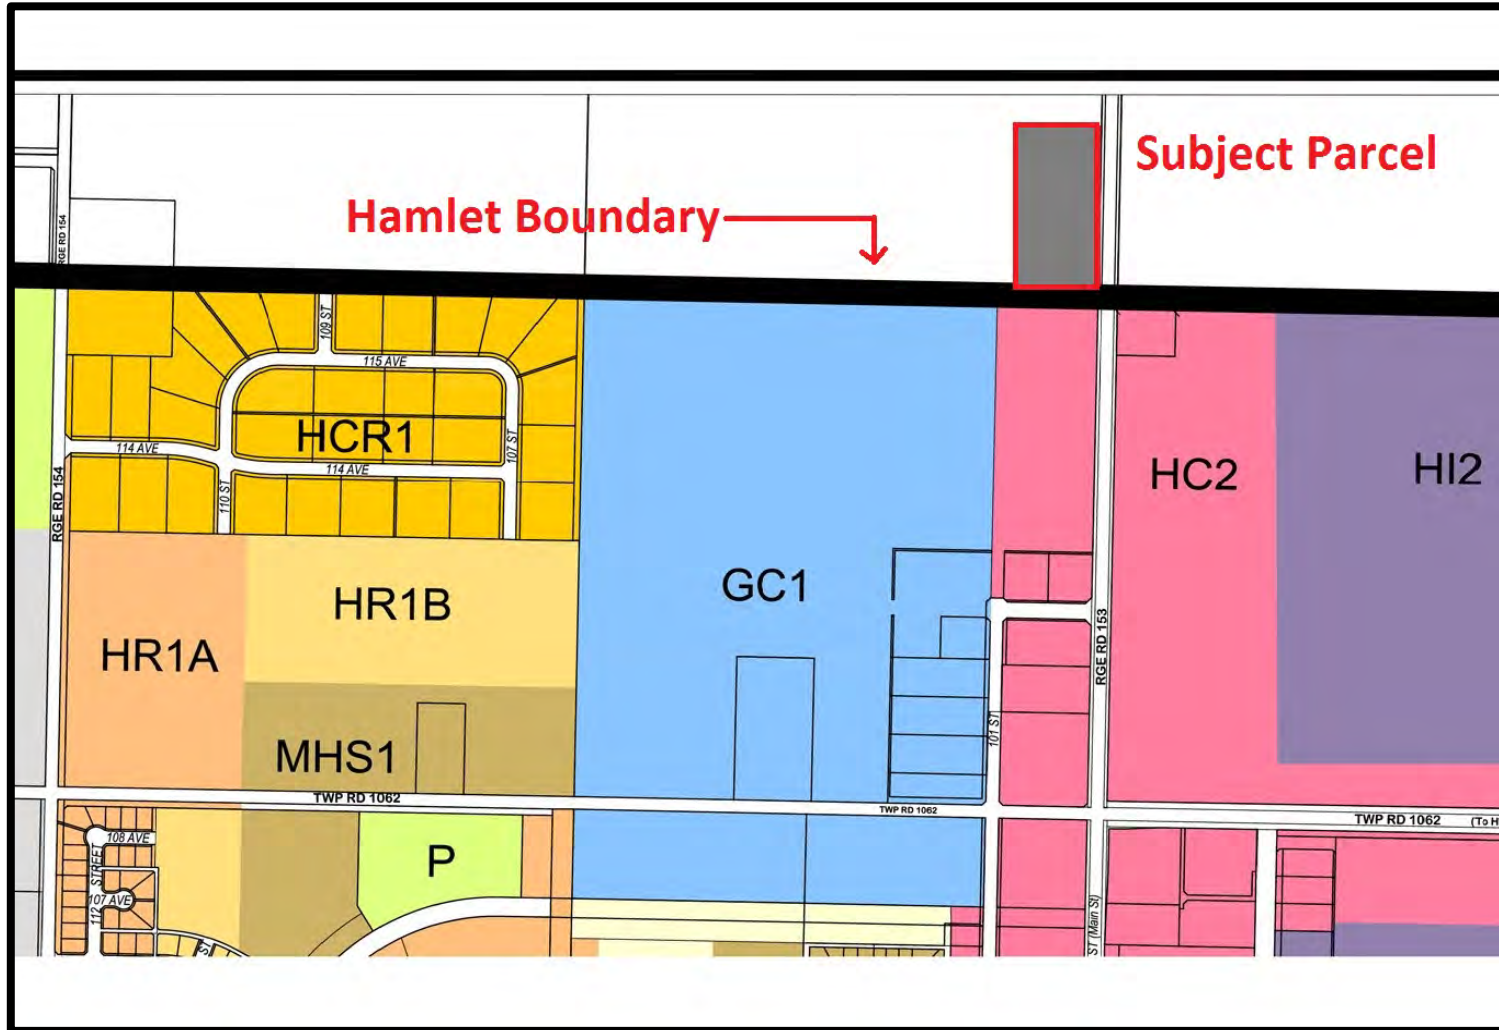 Subject Parcel
Hamlet Boundary
RGE RD 154
109 ST
115 AVE
HCR1
107 ST
114 AVE
114 AVE
110 ST
RGE RD 154
HC2
HI2
GC1
HR1B
HR1A
RGE RD 153
101 ST
MHS1
TWP RD 1062
TWP RD 1062
TWP RD 1062
(To H
108 AVE
P
112 STREET
107 AVE
ST
ST (Main St)